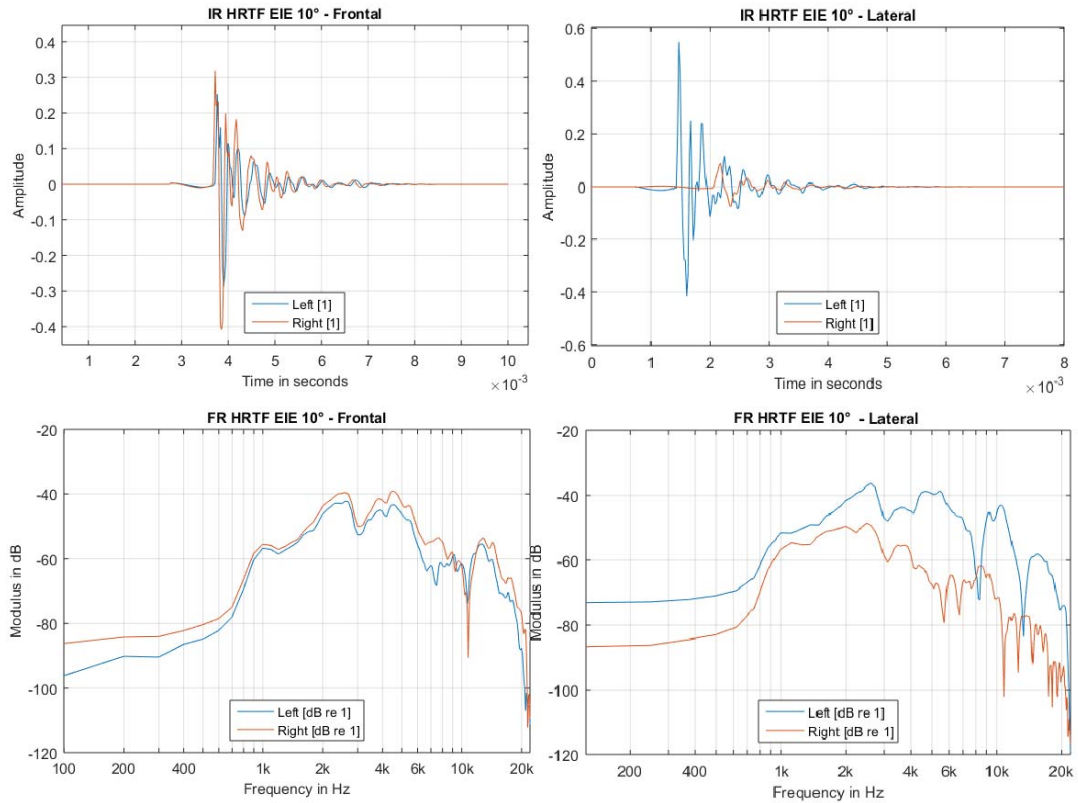 IR HRTF EIE 10° - Frontal
0.4
0.3
0.2
0.1
0
-0.1
-0.2
-0.3
-0.4
Amplitude
1 2 3 4 5 6 7 8 9 10
Time in seconds
×10⁻³
Left [1]
Right [1]
IR HRTF EIE 10° - Lateral
0.6
0.4
0.2
0
-0.2
-0.4
-0.6
Amplitude
0 1 2 3 4 5 6 7 8
Time in seconds
×10⁻³
Left [1]
Right [1]
FR HRTF EIE 10° - Frontal
-20
-40
-60
-80
-100
-120
Modulus in dB
100 200 400 1k 2k 4k 6k 10k 20k
Frequency in Hz
Left [dB re 1]
Right [dB re 1]
FR HRTF EIE 10° - Lateral
-20
-40
-60
-80
-100
-120
Modulus in dB
200 400 1k 2k 4k 6k 10k 20k
Frequency in Hz
Left [dB re 1]
Right [dB re 1]